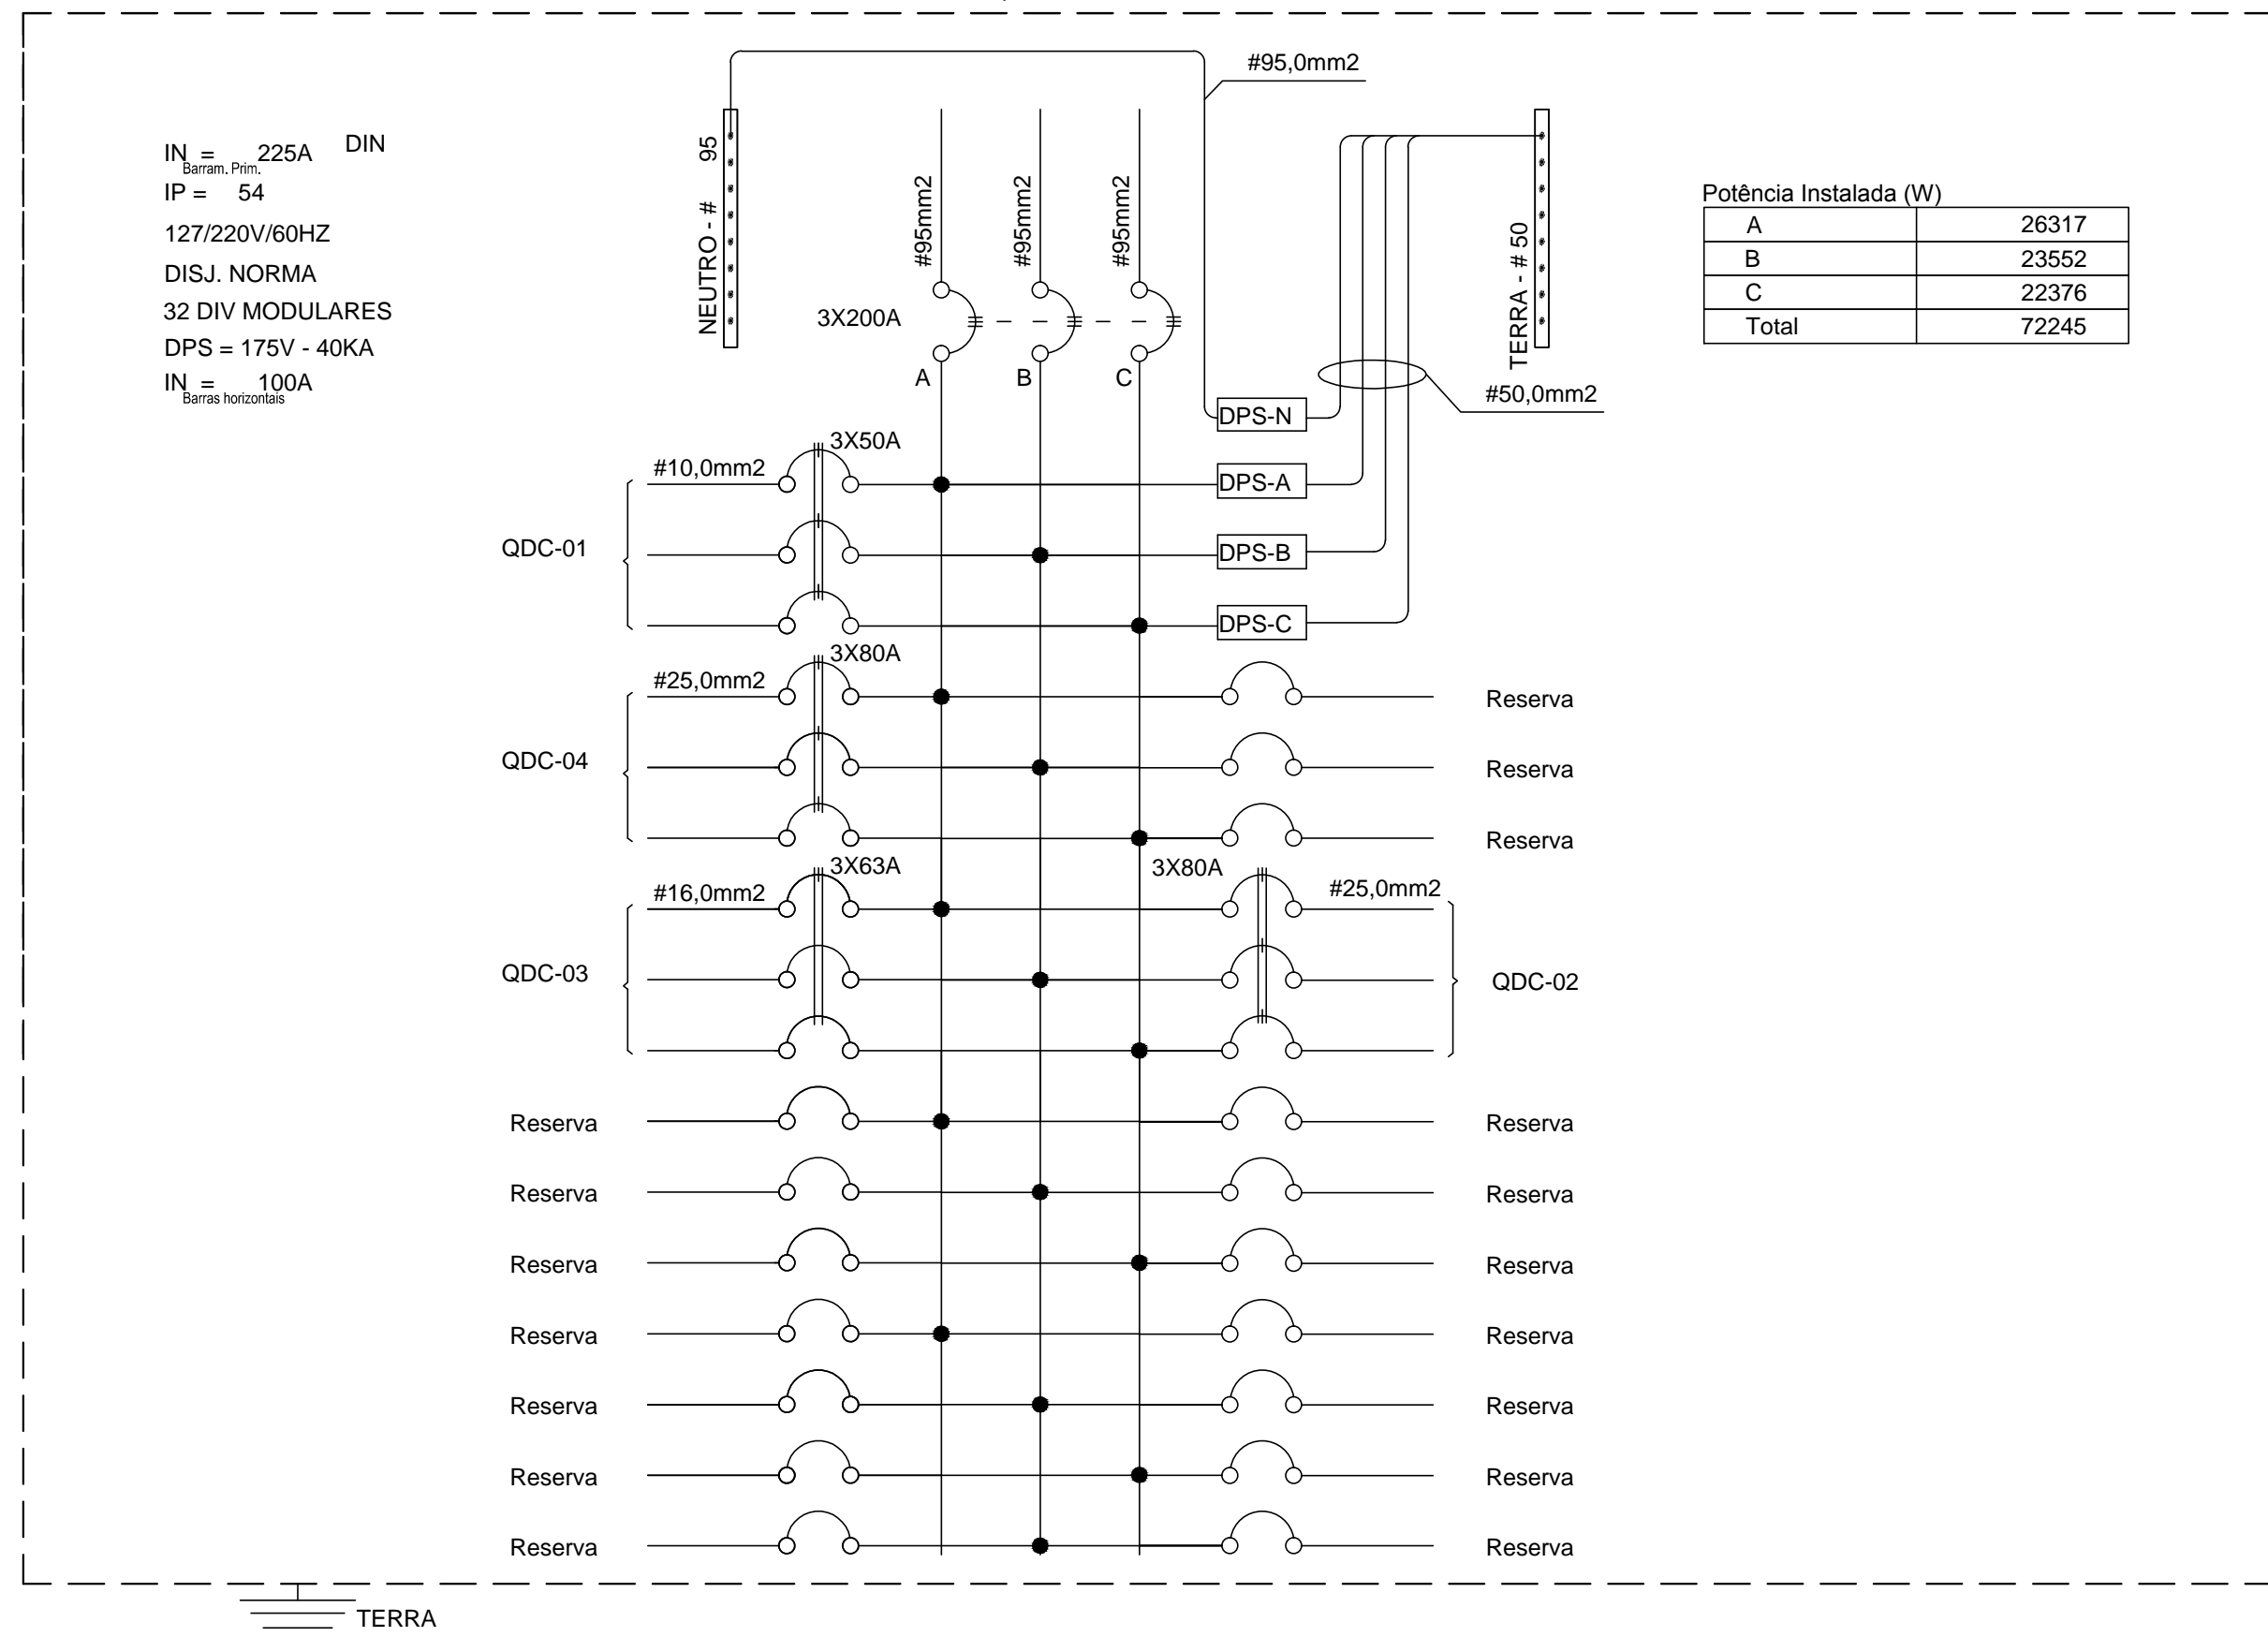 #95,0mm2
IN = 225A DIN
Barram. Prim.
IP = 54
127/220V/60HZ
DISJ. NORMA
32 DIV MODULARES
DPS = 175V - 40KA
IN = 100A
Barras horizontais
NEUTRO - # 95
#95mm2
#95mm2
#95mm2
3X200A
A
B
C
TERRA - # 50
#50,0mm2
Potência Instalada (W)
A 26317
B 23552
C 22376
Total 72245
DPS-N
DPS-A
DPS-B
DPS-C
3X50A
#10,0mm2
QDC-01
3X80A
#25,0mm2
QDC-04
Reserva
Reserva
Reserva
3X63A
#16,0mm2
QDC-03
3X80A
#25,0mm2
QDC-02
Reserva
Reserva
Reserva
Reserva
Reserva
Reserva
Reserva
Reserva
Reserva
Reserva
Reserva
Reserva
Reserva
Reserva
TERRA